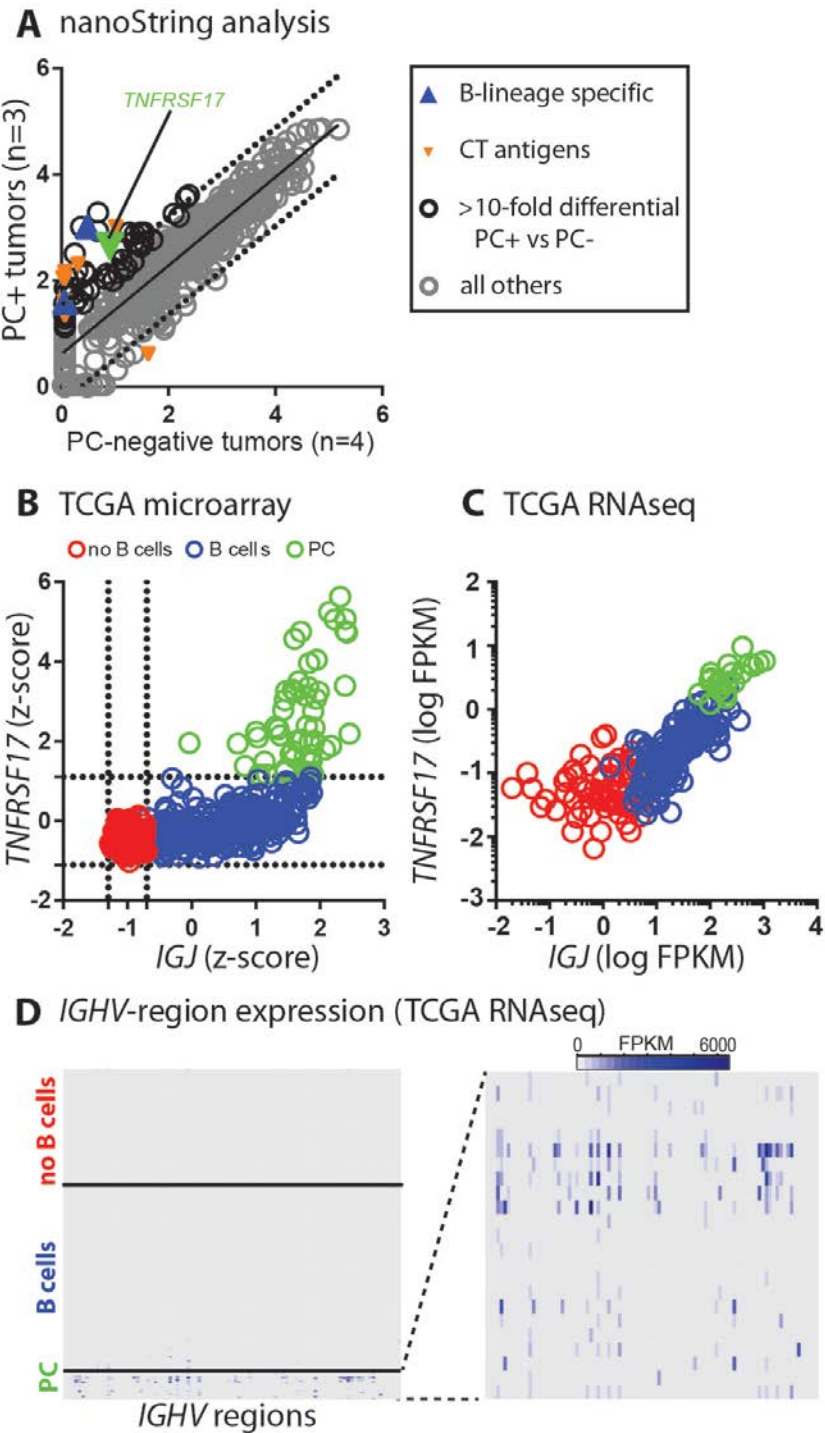 A nanoString analysis
6
4
2
0
PC+ tumors (n=3)
TNFRSF17
0 2 4 6
PC-negative tumors (n=4)
B-lineage specific
CT antigens
>10-fold differential
PC+ vs PC-
all others
B TCGA microarray
no B cells B cells PC
6
4
2
0
-2
TNFRSF17 (z-score)
-2 -1 0 1 2 3
IGJ (z-score)
C TCGA RNAseq
2
1
0
-1
-2
-3
TNFRSF17 (log FPKM)
-2 -1 0 1 2 3 4
IGJ (log FPKM)
D IGHV-region expression (TCGA RNAseq)
0 FPKM 6000
no B cells
B cells
PC
IGHV regions